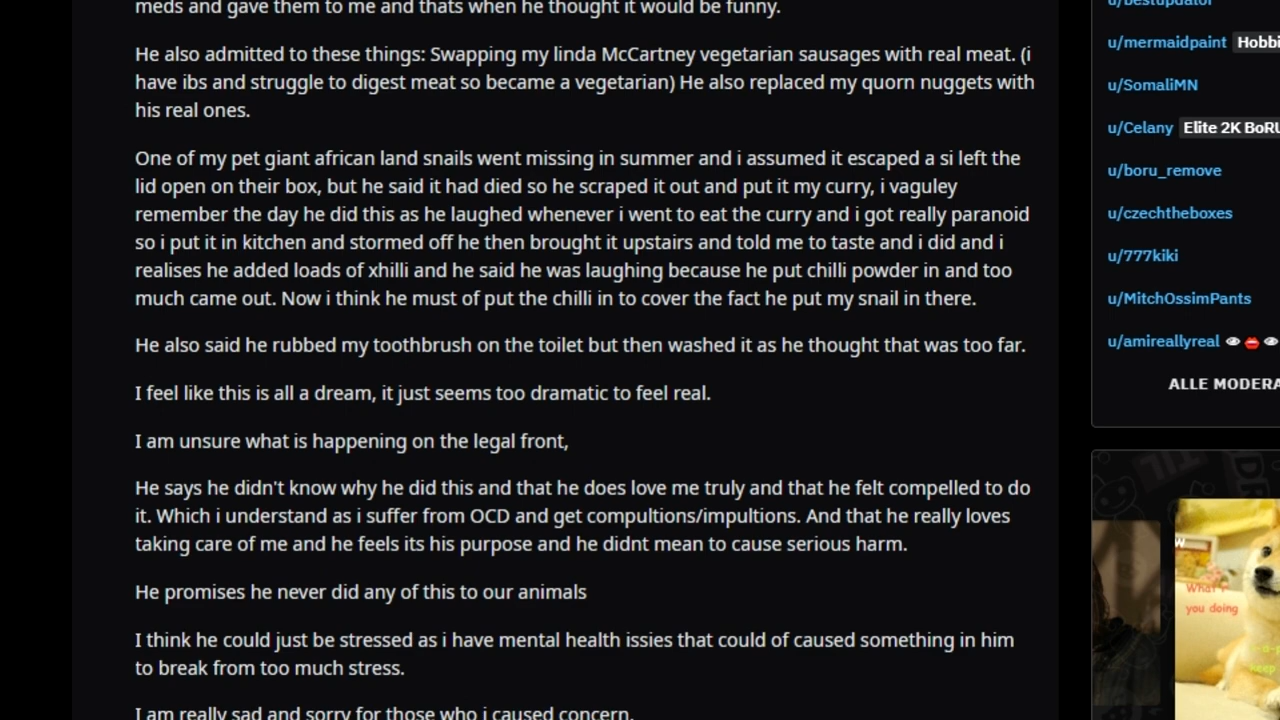 meds and gave them to me and thats when he thought it would be funny.
He also admitted to these things: Swapping my linda McCartney vegetarian sausages with real meat. (i
have ibs and struggle to digest meat so became a vegetarian) He also replaced my quorn nuggets with
his real ones.
One of my pet giant african land snails went missing in summer and i assumed it escaped a si left the
lid open on their box, but he said it had died so he scraped it out and put it my curry, i vaguley
remember the day he did this as he laughed whenever i went to eat the curry and i got really paranoid
so i put it in kitchen and stormed off he then brought it upstairs and told me to taste and i did and i
realises he added loads of xhilli and he said he was laughing because he put chilli powder in and too
much came out. Now i think he must of put the chilli in to cover the fact he put my snail in there.
He also said he rubbed my toothbrush on the toilet but then washed it as he thought that was too far.
I feel like this is all a dream, it just seems too dramatic to feel real.
I am unsure what is happening on the legal front,
He says he didn't know why he did this and that he does love me truly and that he felt compelled to do
it. Which i understand as i suffer from OCD and get compultions/impultions. And that he really loves
taking care of me and he feels its his purpose and he didnt mean to cause serious harm.
He promises he never did any of this to our animals
I think he could just be stressed as i have mental health issies that could of caused something in him
to break from too much stress.
I am really sad and sorry for those who i caused concern.
u/bestupdator
u/mermaidpaint Hobbi
u/SomaliMN
u/Celany Elite 2K BoRU
u/boru_remove
u/czechtheboxes
u/777kiki
u/MitchOssimPants
u/amireallyreal 👁👄👁
ALLE MODERA
you doing